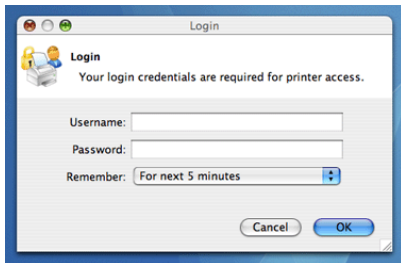 Login
Login
Your login credentials are required for printer access.
Username:
Password:
Remember: For next 5 minutes
Cancel OK